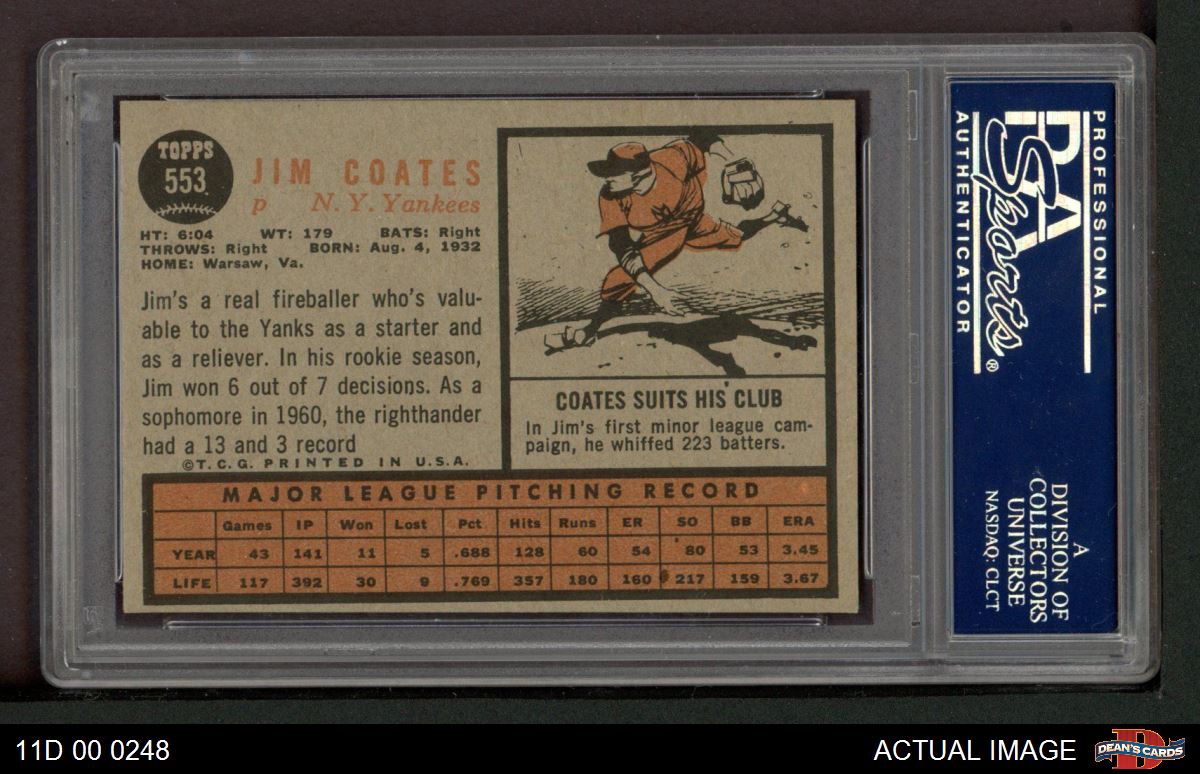 TOPPS
553
JIM COATES
p N.Y. Yankees
HT: 6:04 WT: 179 BATS: Right
THROWS: Right BORN: Aug. 4, 1932
HOME: Warsaw, Va.
Jim's a real fireballer who's valu-
able to the Yanks as a starter and
as a reliever. In his rookie season,
Jim won 6 out of 7 decisions. As a
sophomore in 1960, the righthander
had a 13 and 3 record
©T.C.G. PRINTED IN U.S.A.
COATES SUITS HIS CLUB
In Jim's first minor league cam-
paign, he whiffed 223 batters.
MAJOR LEAGUE PITCHING RECORD
Games IP Won Lost Pct Hits Runs ER SO BB ERA
YEAR 43 141 11 5 .688 128 60 54 80 53 3.45
LIFE 117 392 30 9 .769 357 180 160 217 159 3.67
PROFESSIONAL
PSA
Sports®
AUTHENTICATOR
A
DIVISION OF
COLLECTORS
UNIVERSE
NASDAQ: CLCT
11D 00 0248
ACTUAL IMAGE
DEAN'S CARDS